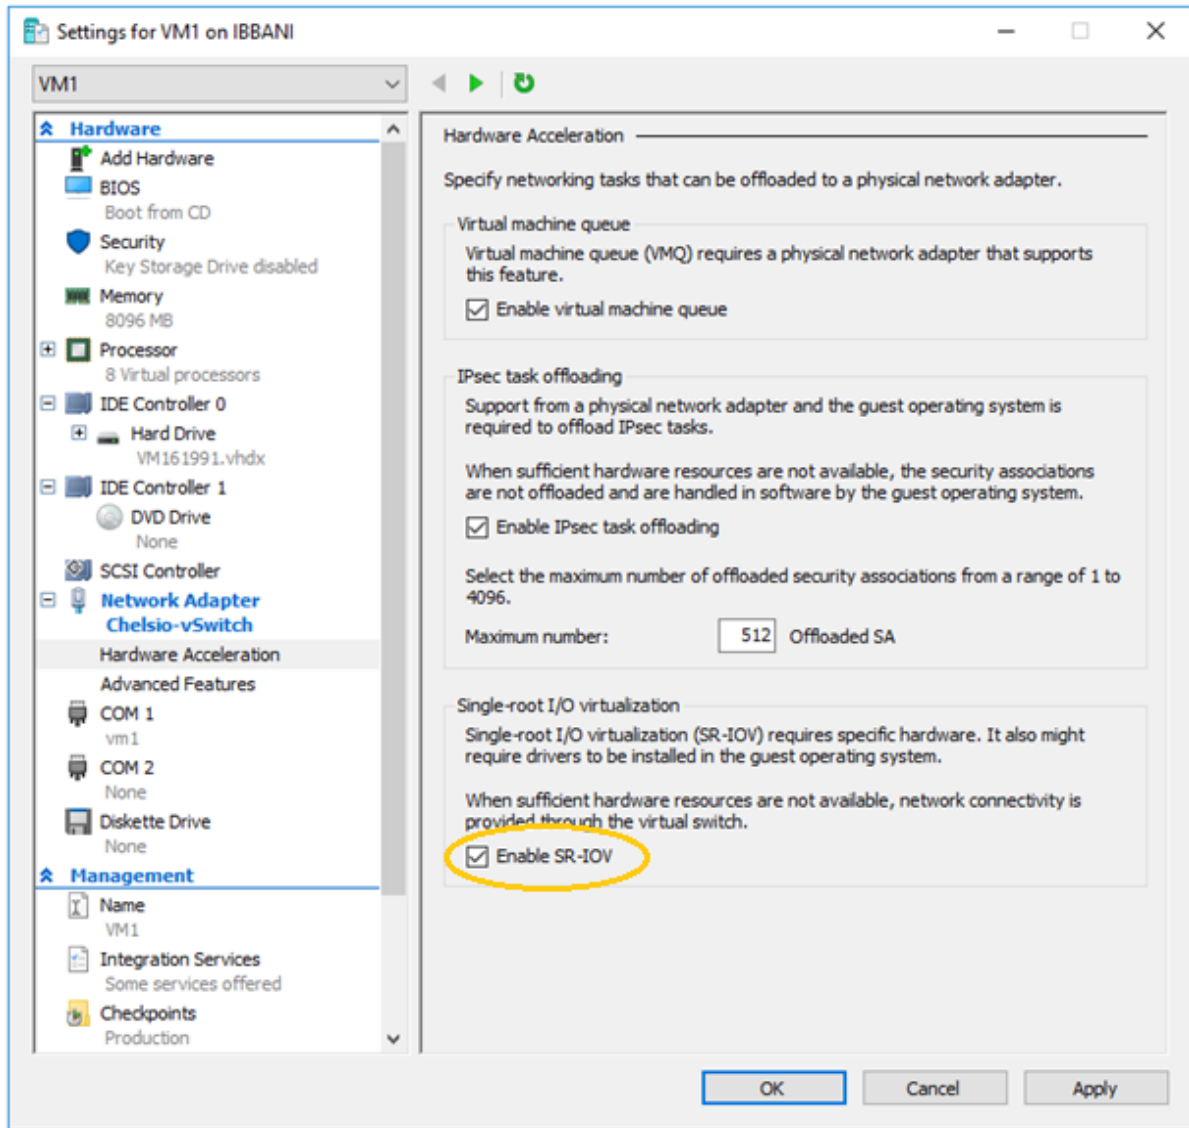 Settings for VM1 on IBBANI
VM1
Hardware
Add Hardware
BIOS
Boot from CD
Security
Key Storage Drive disabled
Memory
8096 MB
Processor
8 Virtual processors
IDE Controller 0
Hard Drive
VM161991.vhdx
IDE Controller 1
DVD Drive
None
SCSI Controller
Network Adapter
Chelsio-vSwitch
Hardware Acceleration
Advanced Features
COM 1
vm1
COM 2
None
Diskette Drive
None
Management
Name
VM1
Integration Services
Some services offered
Checkpoints
Production
Hardware Acceleration
Specify networking tasks that can be offloaded to a physical network adapter.
Virtual machine queue
Virtual machine queue (VMQ) requires a physical network adapter that supports
this feature.
Enable virtual machine queue
IPsec task offloading
Support from a physical network adapter and the guest operating system is
required to offload IPsec tasks.
When sufficient hardware resources are not available, the security associations
are not offloaded and are handled in software by the guest operating system.
Enable IPsec task offloading
Select the maximum number of offloaded security associations from a range of 1 to
4096.
Maximum number: 512 Offloaded SA
Single-root I/O virtualization
Single-root I/O virtualization (SR-IOV) requires specific hardware. It also might
require drivers to be installed in the guest operating system.
When sufficient hardware resources are not available, network connectivity is
provided through the virtual switch.
Enable SR-IOV
OK Cancel Apply